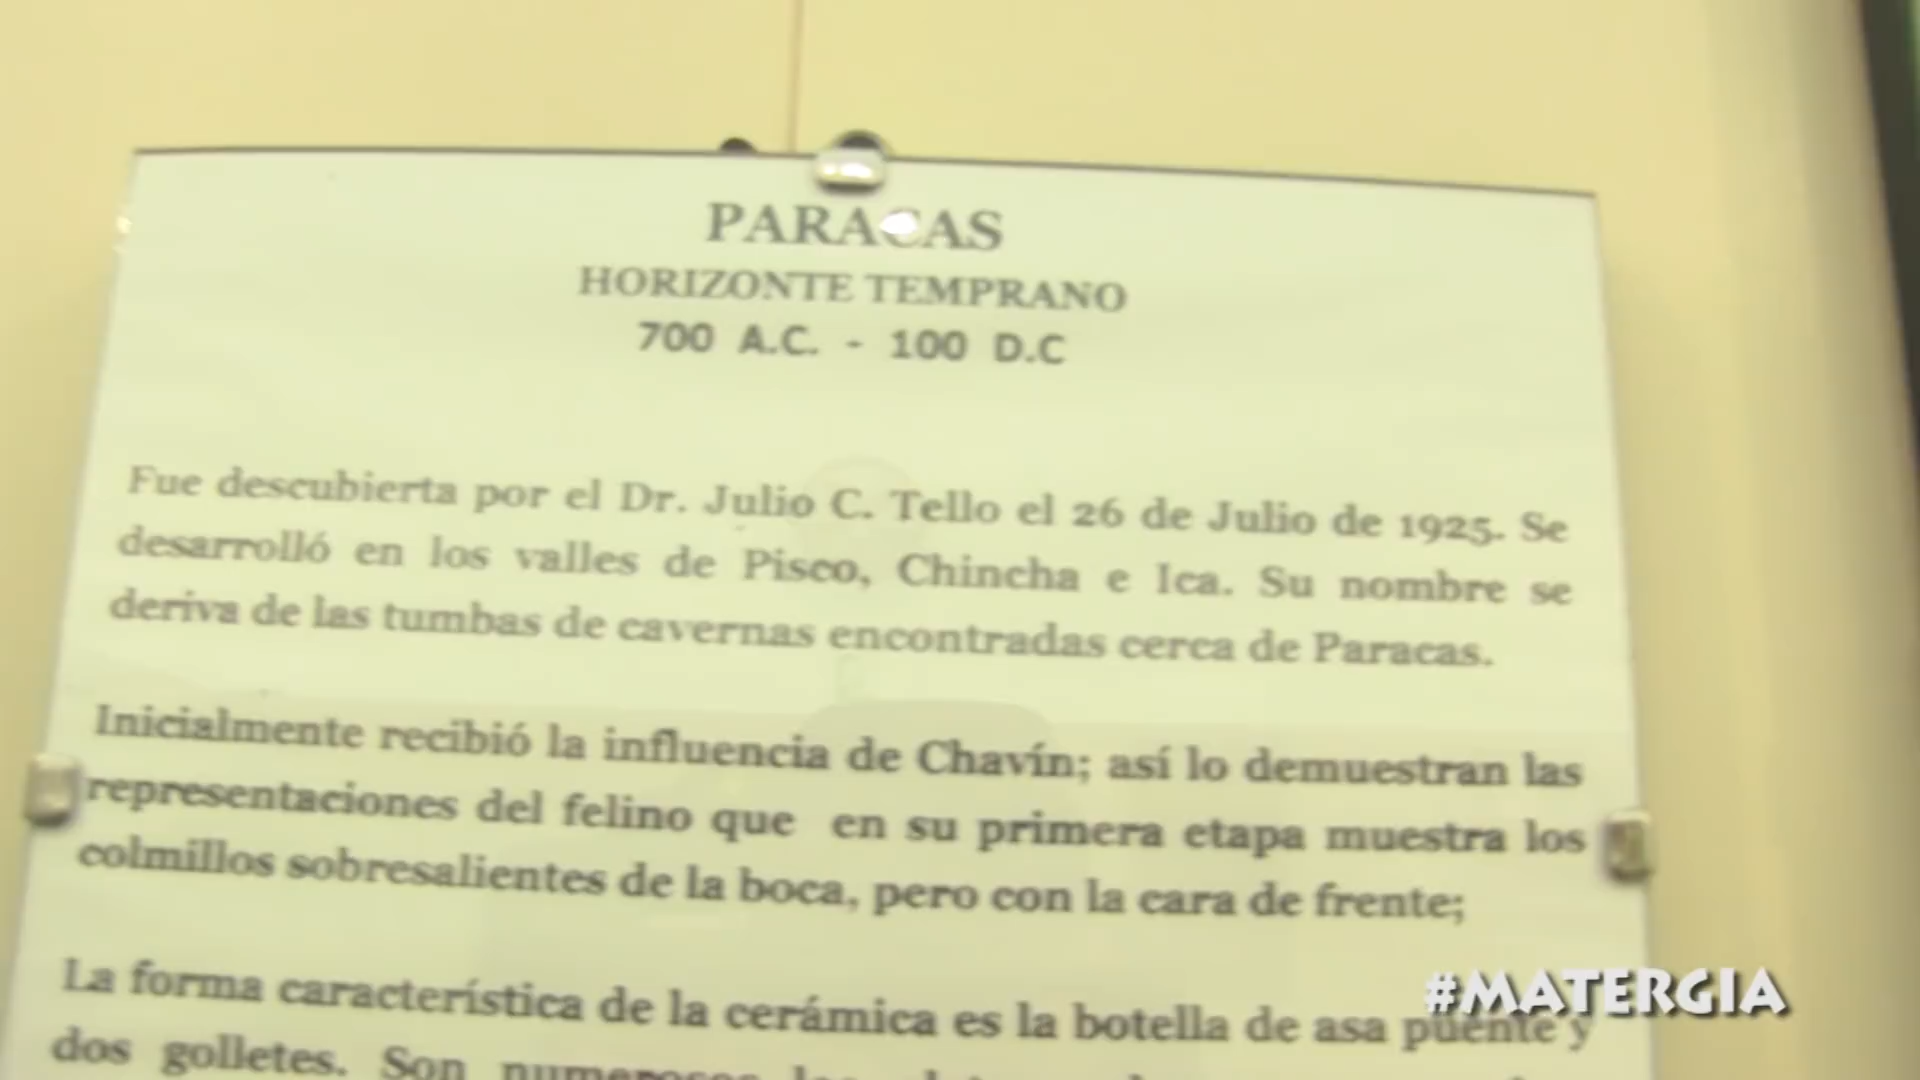 PARACAS
HORIZONTE TEMPRANO
700 A.C. - 100 D.C
Fue descubierta por el Dr. Julio C. Tello el 26 de Julio de 1925. Se
desarrolló en los valles de Pisco, Chincha e Ica. Su nombre se
deriva de las tumbas de cavernas encontradas cerca de Paracas.
Inicialmente recibió la influencia de Chavín; así lo demuestran las
representaciones del felino que en su primera etapa muestra los
colmillos sobresalientes de la boca, pero con la cara de frente;
La forma característica de la cerámica es la botella de asa puente y
dos golletes. Son numerosos
#MATERGIA